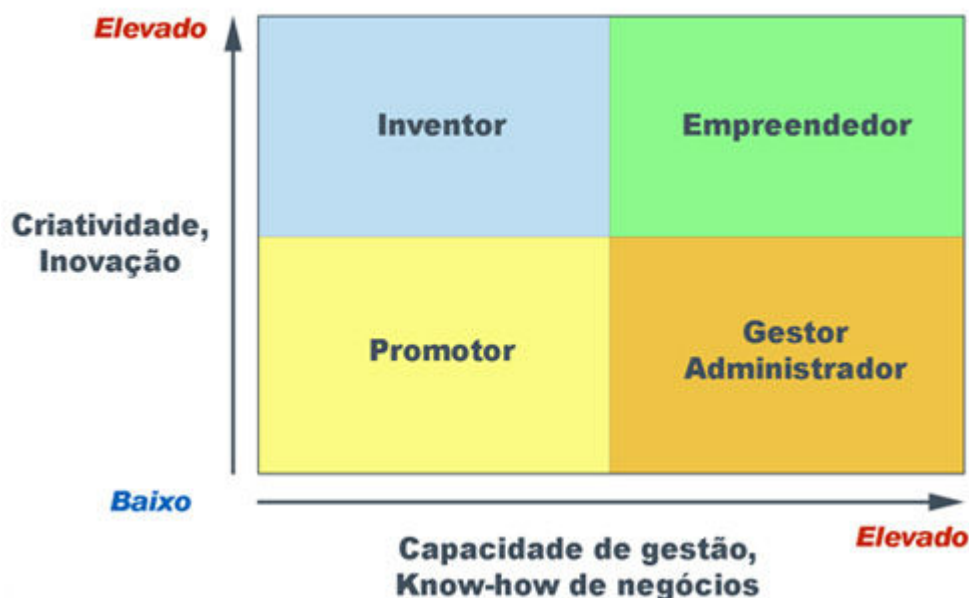 Elevado
Inventor
Empreendedor
Criatividade,
Inovação
Promotor
Gestor
Administrador
Baixo
Elevado
Capacidade de gestão,
Know-how de negócios